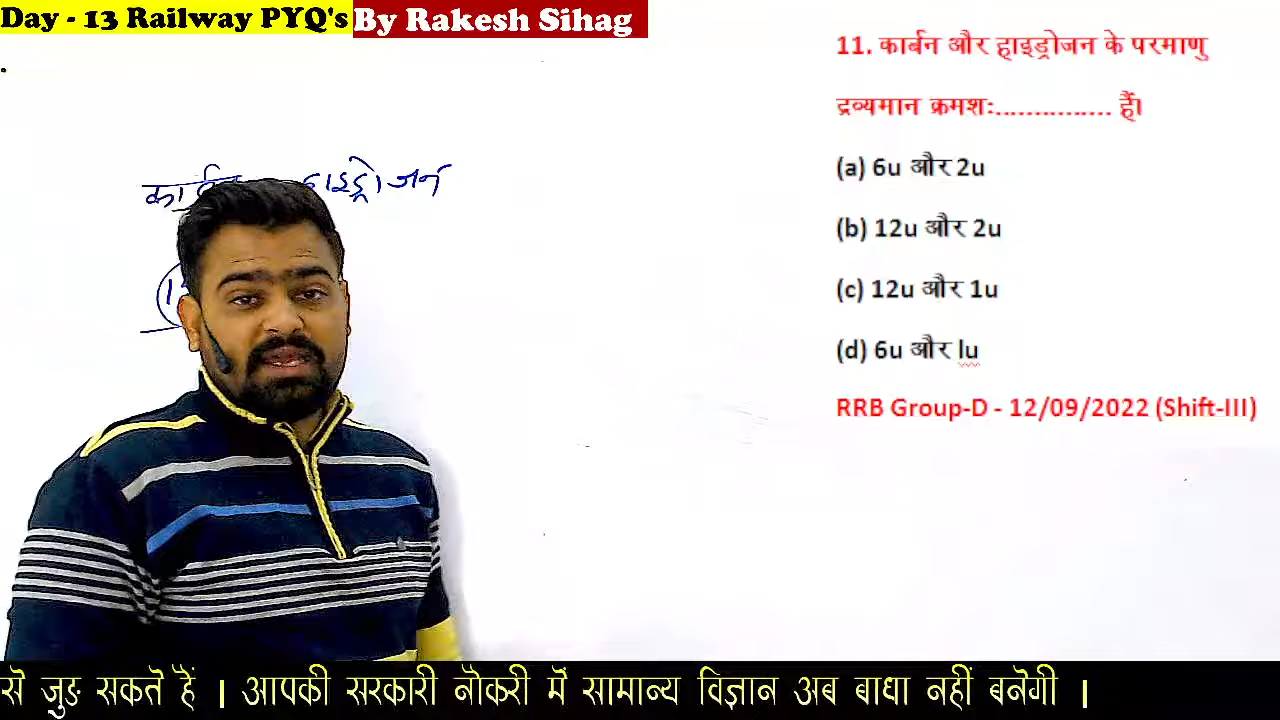 Day - 13 Railway PYQ's By Rakesh Sihag
11. कार्बन और हाइड्रोजन के परमाणु
द्रव्यमान क्रमशः.............. हैं।
(a) 6u और 2u
(b) 12u और 2u
(c) 12u और 1u
(d) 6u और lu
RRB Group-D - 12/09/2022 (Shift-III)
हाइड्रोजन
से जुड सकते हैं । आपकी सरकारी नौकरी में सामान्य विज्ञान अब बाधा नहीं बनेगी ।